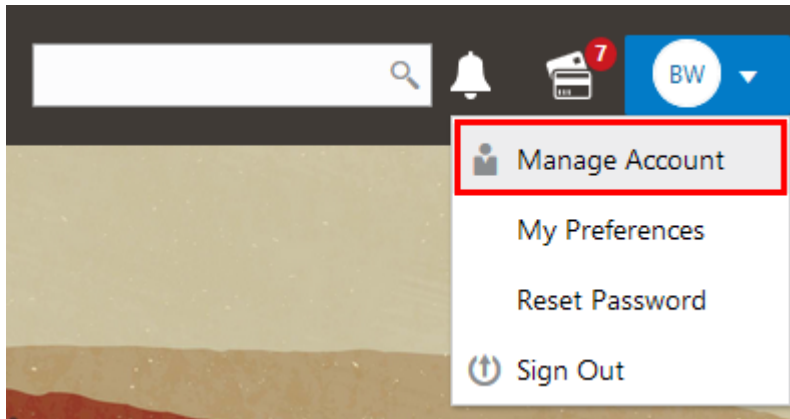 7
BW
Manage Account
My Preferences
Reset Password
Sign Out